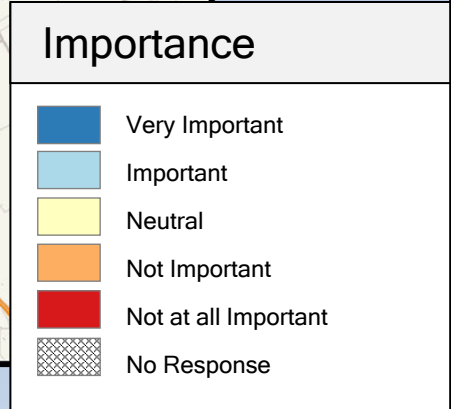 Importance
Very Important
Important
Neutral
Not Important
Not at all Important
No Response